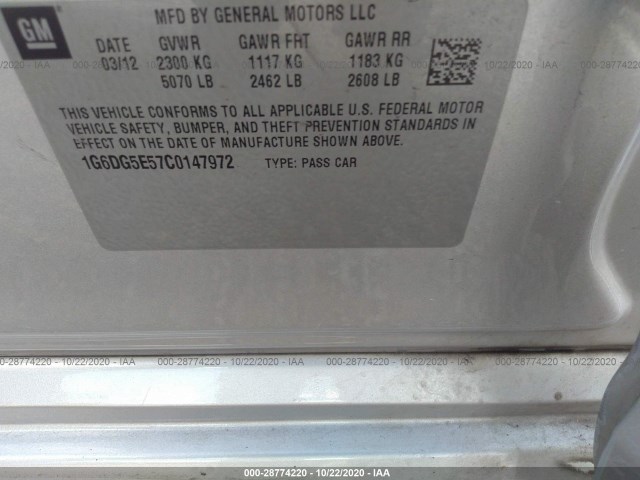 GM
MFD BY GENERAL MOTORS LLC
DATE GVWR GAWR FRT GAWR RR
03/12 2300 KG 1117 KG 1183 KG
5070 LB 2462 LB 2608 LB
THIS VEHICLE CONFORMS TO ALL APPLICABLE U.S. FEDERAL MOTOR
VEHICLE SAFETY, BUMPER, AND THEFT PREVENTION STANDARDS IN
EFFECT ON THE DATE OF MANUFACTURE SHOWN ABOVE.
1G6DG5E57C0147972 TYPE: PASS CAR
000-28774220 - 10/22/2020 - IAA